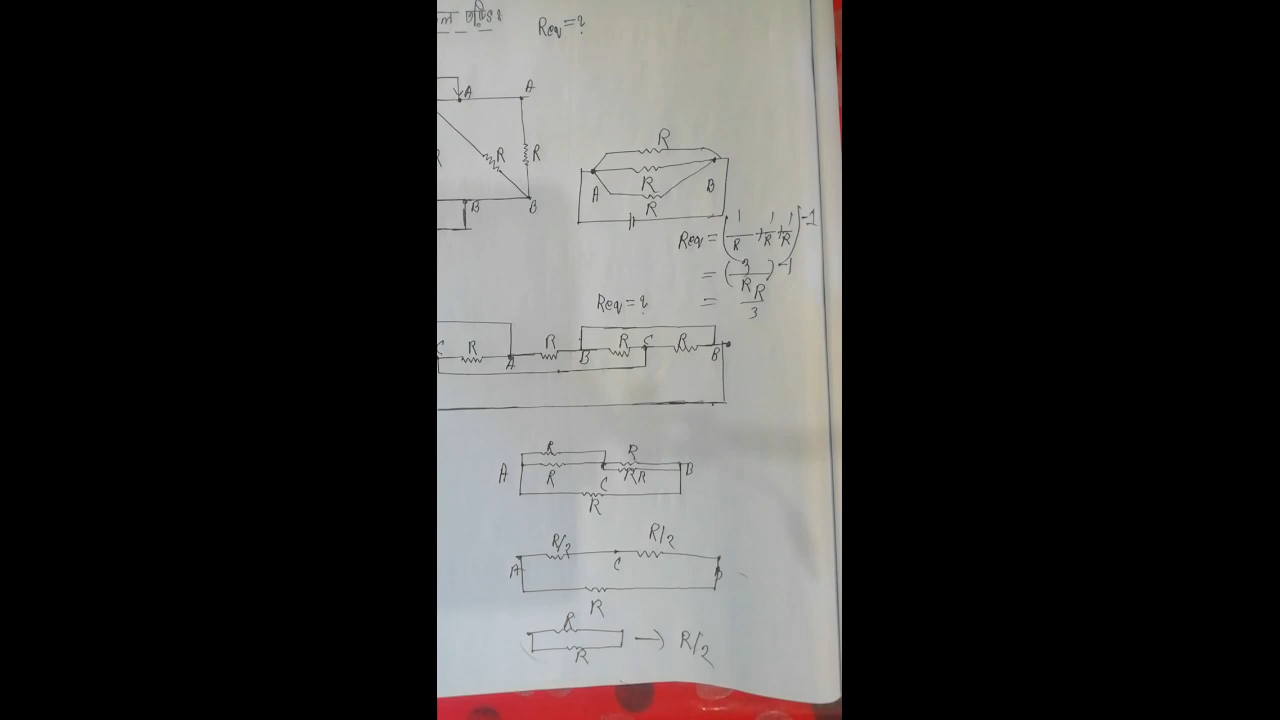 Req = ?
A A
R R R
B B
R
R
R
A B
Req = (1/R + 1/R + 1/R)-1
= (3/R)-1
= R/3
Req = ?
C R A R B R C R B
R R
A R C R R B
R
R/2 R/2
A C B
R
R
R → R/2